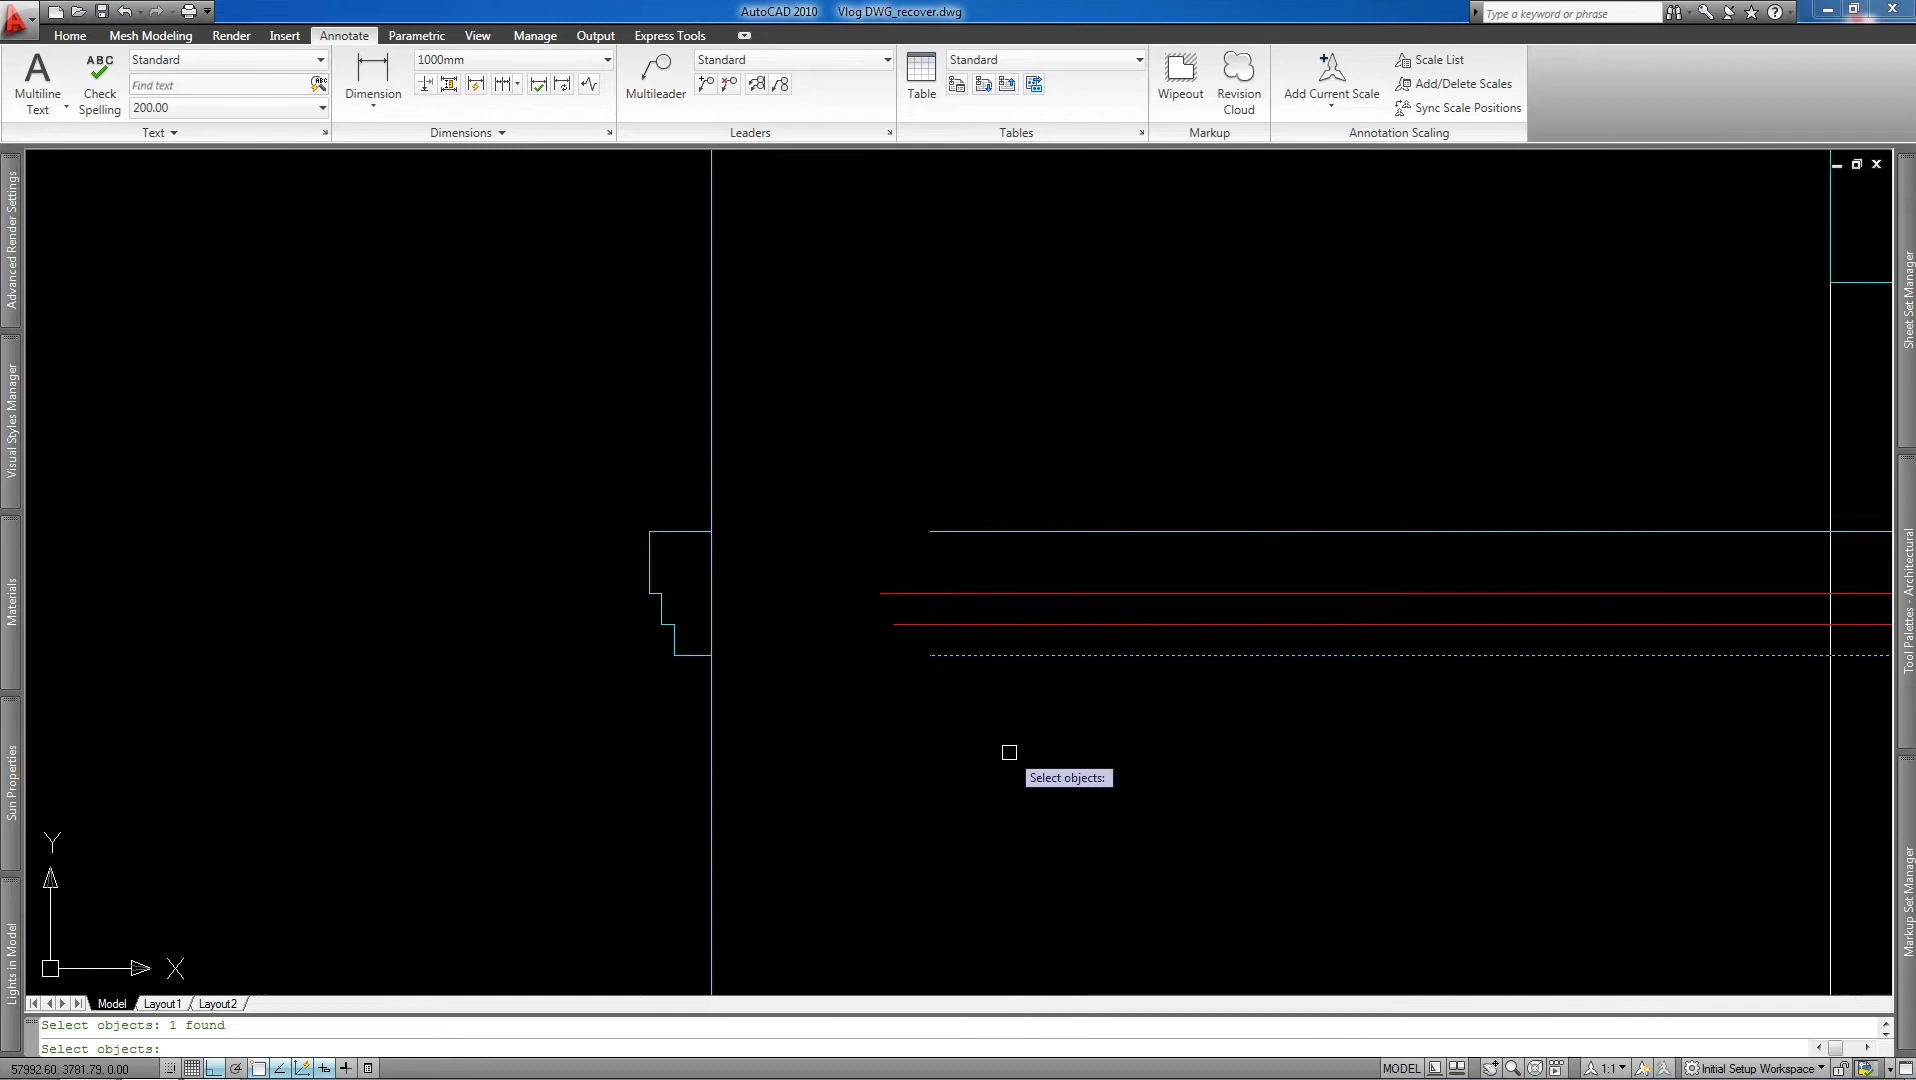 AutoCAD 2010 Vlog DWG_recover.dwg Type a keyword or phrase
Home Mesh Modeling Render Insert Annotate Parametric View Manage Output Express Tools
Multiline Text
ABC Check Spelling
Standard
Find text
200.00
Text
Dimension
1000mm
Dimensions
Multileader
Standard
Leaders
Table
Standard
Tables
Wipeout
Revision Cloud
Markup
Add Current Scale
Scale List
Add/Delete Scales
Sync Scale Positions
Annotation Scaling
Advanced Render Settings
Visual Styles Manager
Materials
Sun Properties
Lights in Model
Sheet Set Manager
Tool Palettes - Architectural
Markup Set Manager
Select objects:
Y
X
Model Layout1 Layout2
Select objects: 1 found
Select objects:
57992.60, 3781.79, 0.00 MODEL 1:1 Initial Setup Workspace